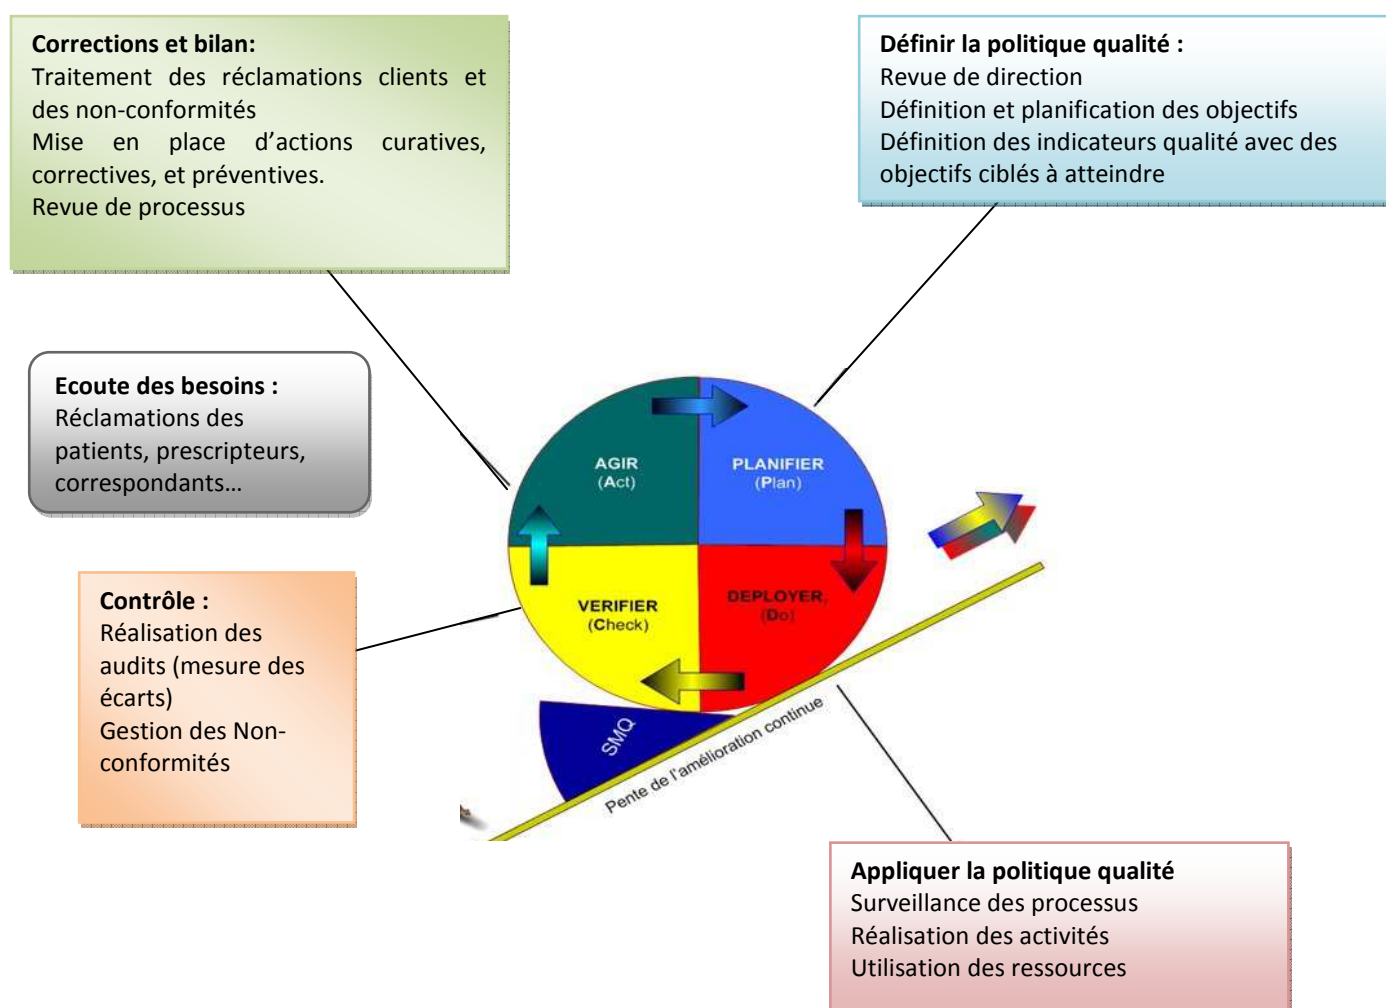 Corrections et bilan:
Traitement des réclamations clients et
des non-conformités
Mise en place d’actions curatives,
correctives, et préventives.
Revue de processus
Définir la politique qualité :
Revue de direction
Définition et planification des objectifs
Définition des indicateurs qualité avec des
objectifs ciblés à atteindre
Ecoute des besoins :
Réclamations des
patients, prescripteurs,
correspondants…
AGIR
(Act)
PLANIFIER
(Plan)
Contrôle :
Réalisation des
audits (mesure des
écarts)
Gestion des Non-
conformités
VERIFIER
(Check)
DEPLOYER,
(Do)
SMQ
Pente de l’amélioration continue
Appliquer la politique qualité
Surveillance des processus
Réalisation des activités
Utilisation des ressources